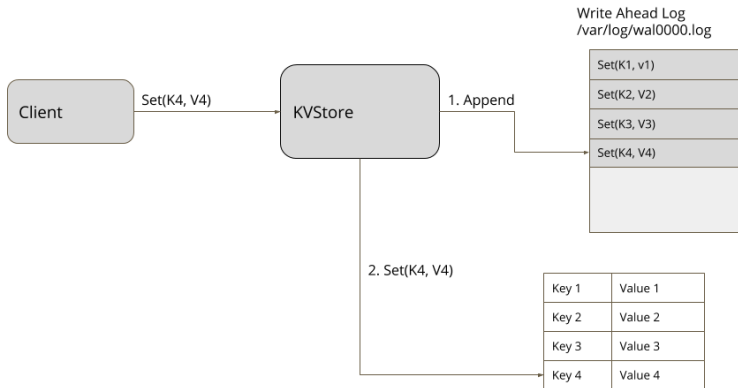 Write Ahead Log
/var/log/wal0000.log
Set(K1, v1)
Set(K2, V2)
Set(K3, V3)
Set(K4, V4)
Client
Set(K4, V4)
KVStore
1. Append
2. Set(K4, V4)
Key 1 Value 1
Key 2 Value 2
Key 3 Value 3
Key 4 Value 4